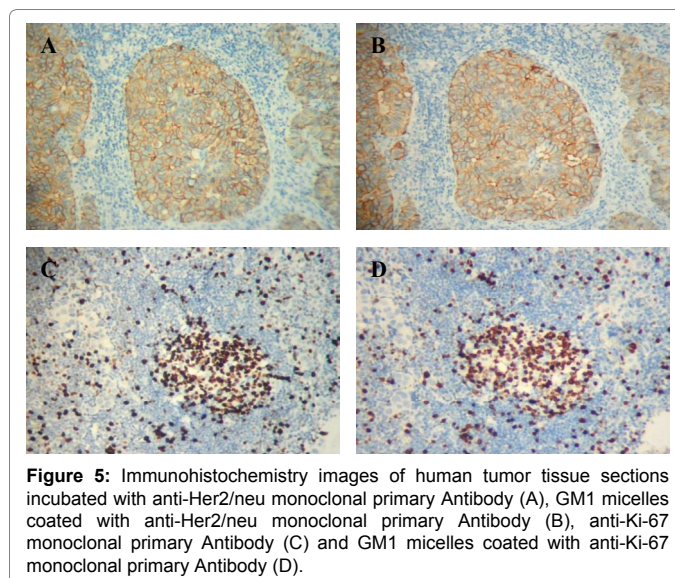 A
B
C
D
Figure 5: Immunohistochemistry images of human tumor tissue sections
incubated with anti-Her2/neu monoclonal primary Antibody (A), GM1 micelles
coated with anti-Her2/neu monoclonal primary Antibody (B), anti-Ki-67
monoclonal primary Antibody (C) and GM1 micelles coated with anti-Ki-67
monoclonal primary Antibody (D).